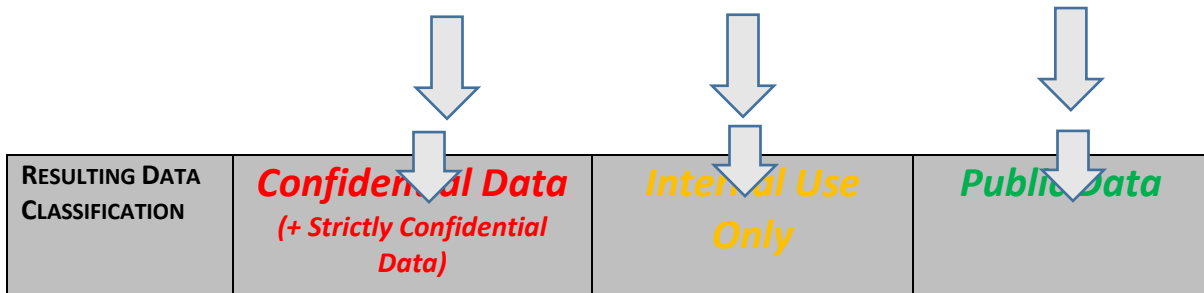 RESULTING DATA
CLASSIFICATION
Confidential Data
(+ Strictly Confidential
Data)
Internal Use
Only
Public Data